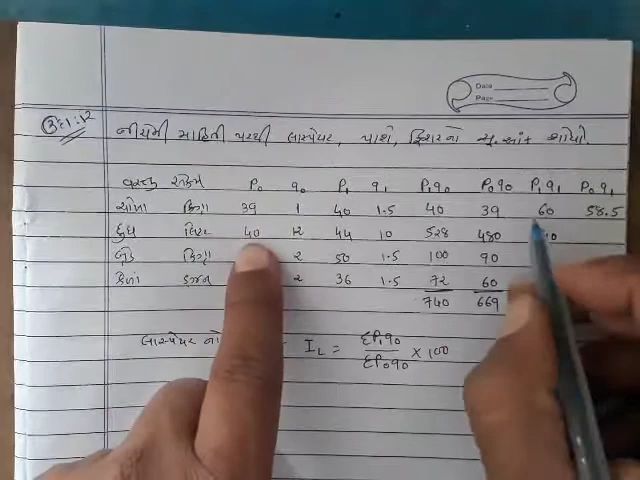 Date
Page
નીચેની માહિતી પરથી લાસ્પેયર, પાશે, ફિશરનો સૂ. આંક શોધો.
વસ્તુ એકમ P₀ q₀ P₁ q₁ P₁q₀ P₀q₀ P₁q₁ P₀q₁
ચોખા કિગ્રા 39 1 40 1.5 40 39 60 58.5
દૂધ લિટર 40 12 44 10 528 480
કિગ્રા 2 50 1.5 100 90
કેળા ડઝન 2 36 1.5 72 60
740 669
લાસ્પેયર નો I_L = ΣP₁q₀ / ΣP₀q₀ × 100